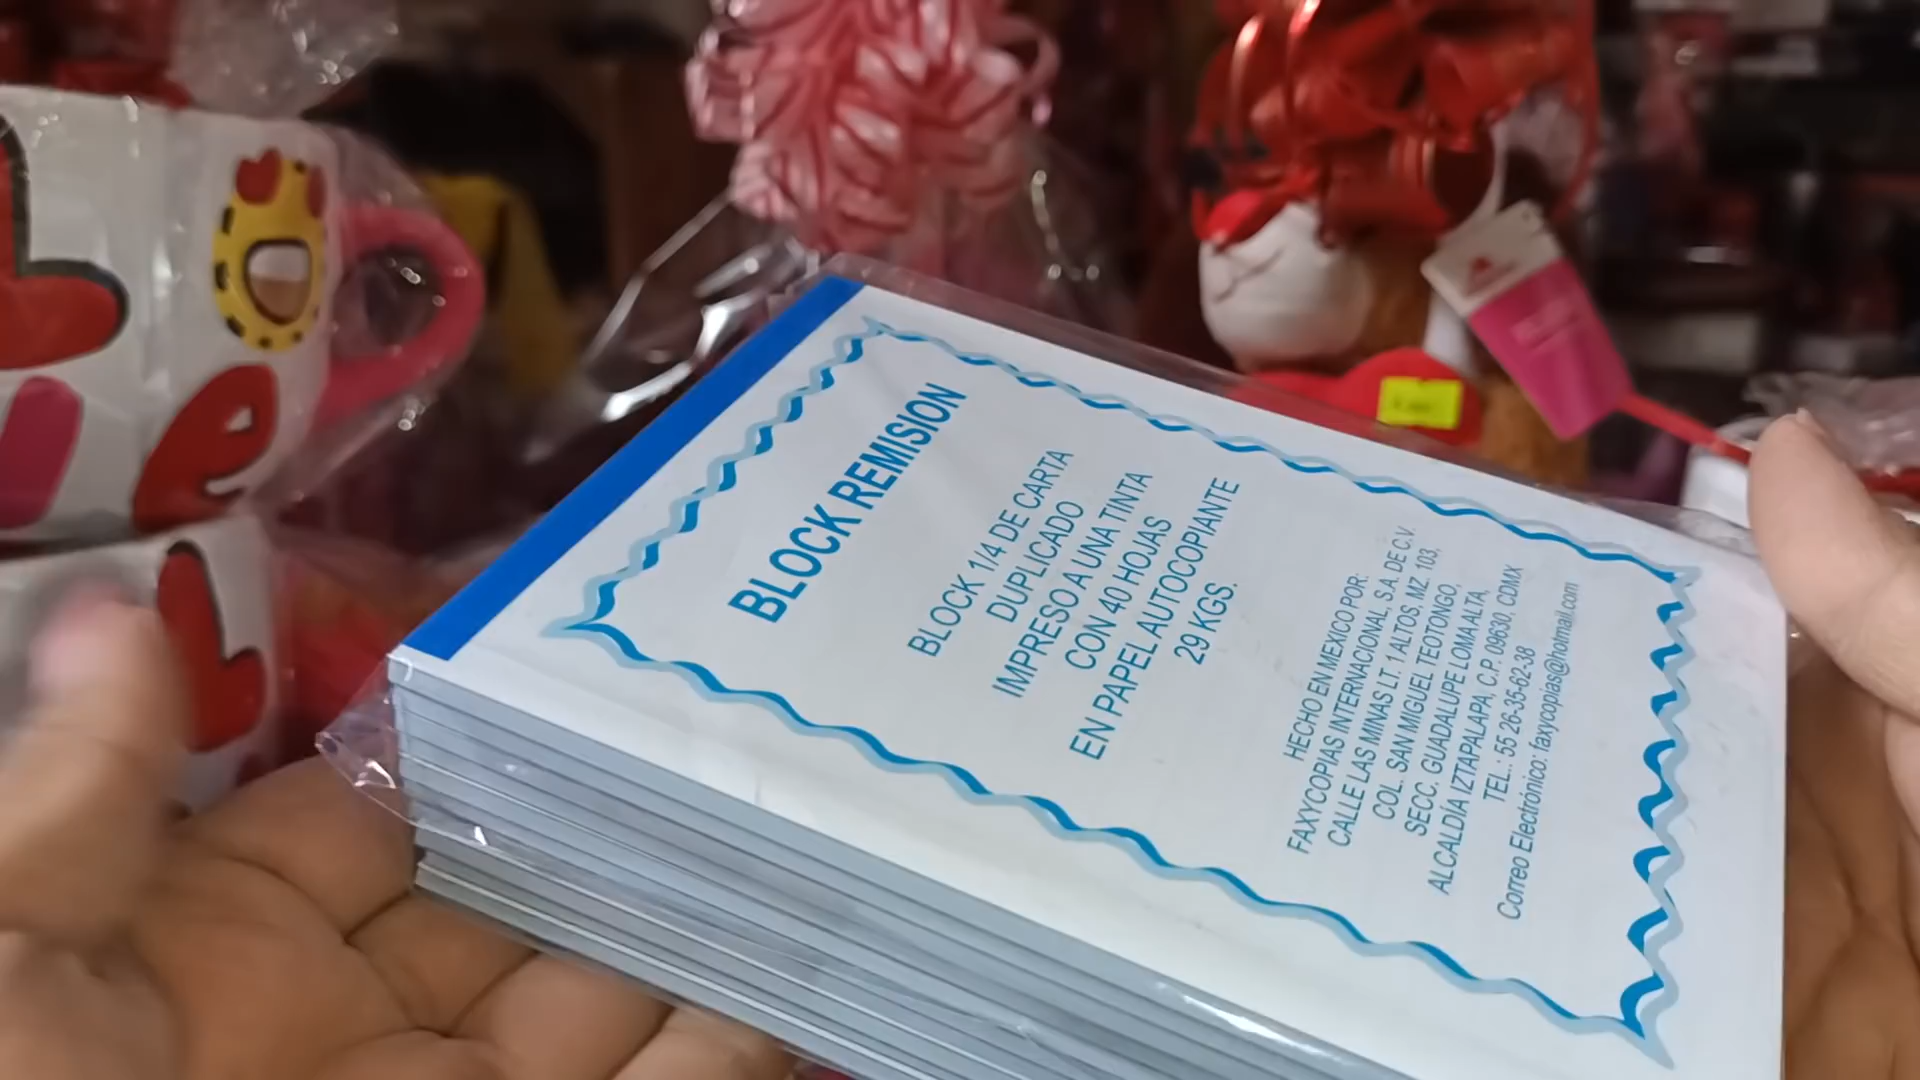 BLOCK REMISION
BLOCK 1/4 DE CARTA
DUPLICADO
IMPRESO A UNA TINTA
CON 40 HOJAS
EN PAPEL AUTOCOPIANTE
29 KGS.
HECHO EN MEXICO POR:
FAXYCOPIAS INTERNACIONAL, S.A. DE C.V.
CALLE LAS MINAS LT. 1 ALTOS, MZ 103,
COL. SAN MIGUEL TEOTONGO,
SECC. GUADALUPE LOMA ALTA,
ALCALDÍA IZTAPALAPA, C.P. 09630, CDMX
TEL.: 55 26-35-62-38
Correo Electrónico: faxycopias@hotmail.com